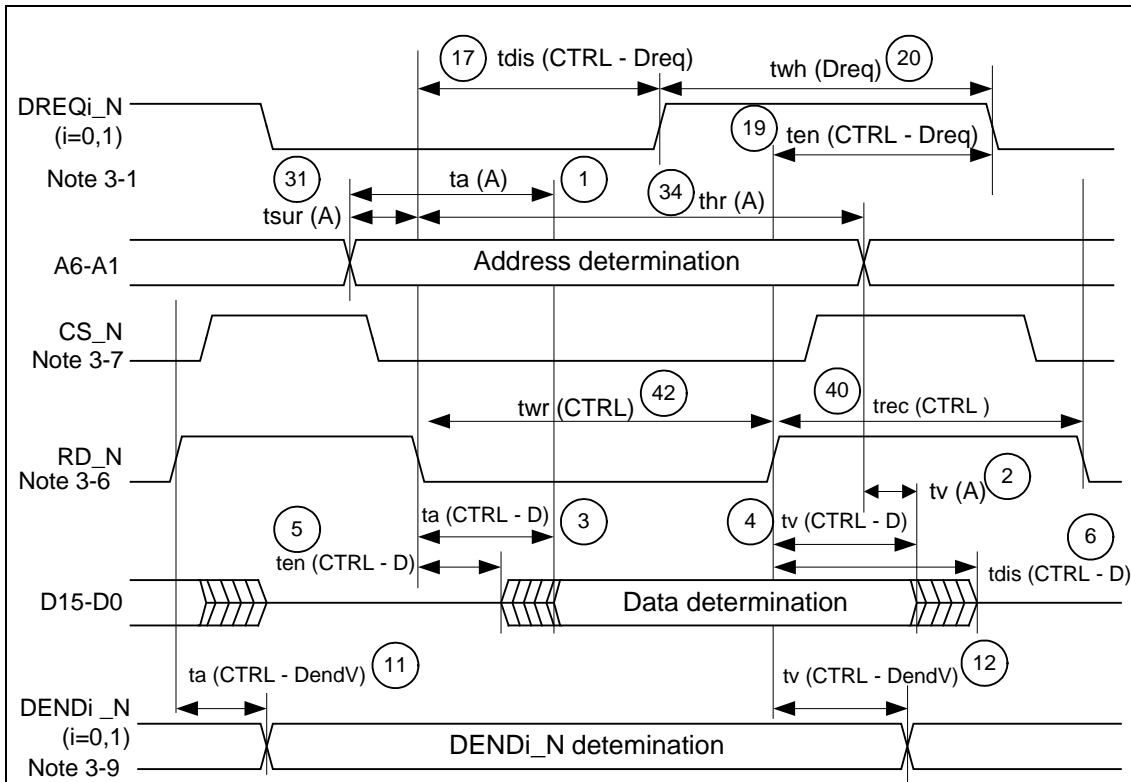 17 tdis (CTRL - Dreq)
twh (Dreq) 20
DREQi_N
(i=0,1)
19 ten (CTRL - Dreq)
Note 3-1
31 ta (A) 1
34
tsur (A) thr (A)
A6-A1 Address determination
CS_N
Note 3-7
twr (CTRL) 42
40 trec (CTRL )
RD_N
Note 3-6
tv (A) 2
5 ta (CTRL - D) 3
4 tv (CTRL - D)
6
ten (CTRL - D)
tdis (CTRL - D)
D15-D0 Data determination
ta (CTRL - DendV) 11
tv (CTRL - DendV) 12
DENDi _N
(i=0,1)
DENDi_N detemination
Note 3-9